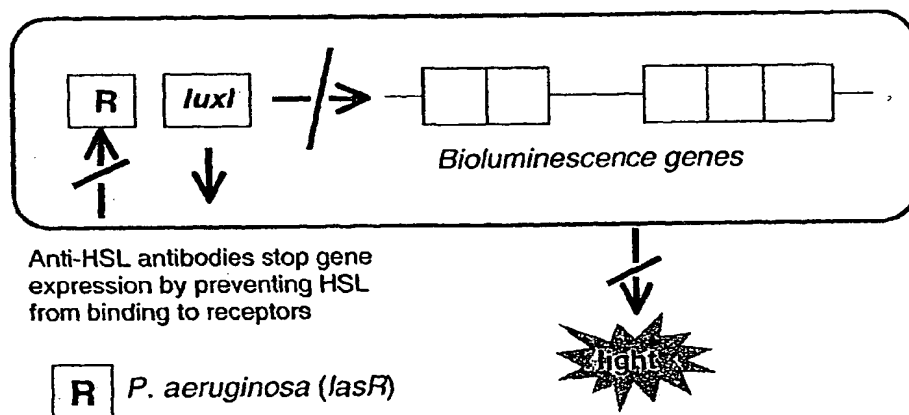 R luxI
Bioluminescence genes
Anti-HSL antibodies stop gene
expression by preventing HSL
from binding to receptors
light
R P. aeruginosa (lasR)